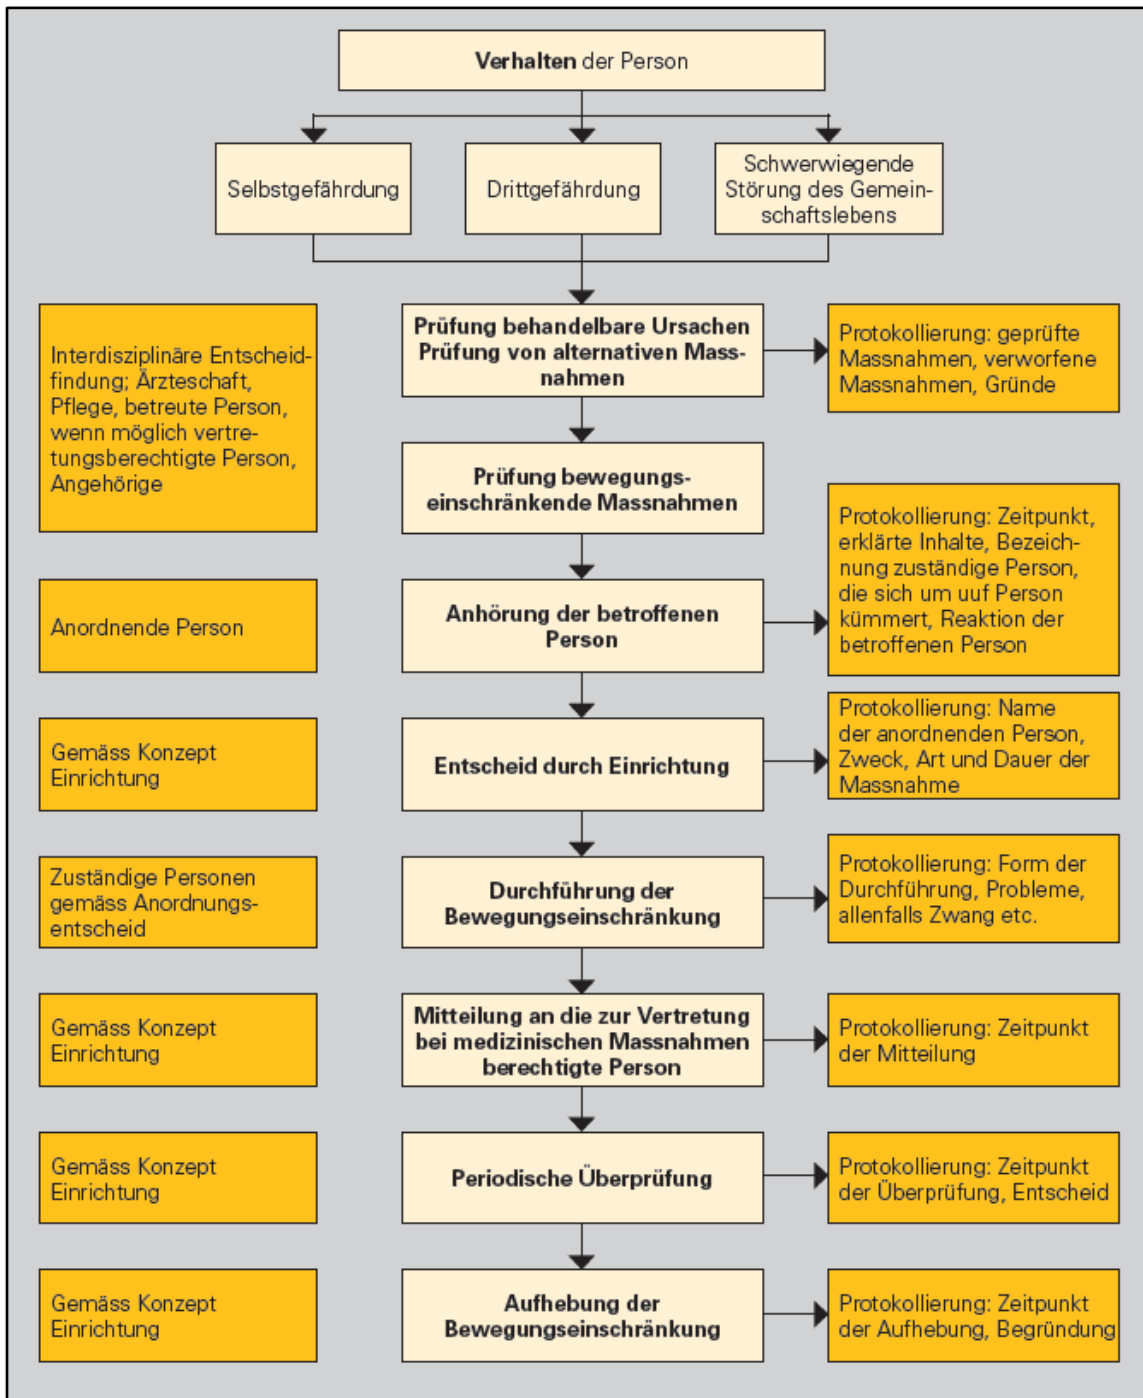 Verhalten der Person
Selbstgefährdung
Drittgefährdung
Schwerwiegende
Störung des Gemein-
schaftslebens
Interdisziplinäre Entscheid-
findung; Ärzteschaft,
Pflege, betreute Person,
wenn möglich vertre-
tungsberechtigte Person,
Angehörige
Prüfung behandelbare Ursachen
Prüfung von alternativen Mass-
nahmen
Protokollierung: geprüfte
Massnahmen, verworfene
Massnahmen, Gründe
Prüfung bewegungs-
einschränkende Massnahmen
Anordnende Person
Anhörung der betroffenen
Person
Protokollierung: Zeitpunkt,
erklärte Inhalte, Bezeich-
nung zuständige Person,
die sich um uuf Person
kümmert, Reaktion der
betroffenen Person
Gemäss Konzept
Einrichtung
Entscheid durch Einrichtung
Protokollierung: Name
der anordnenden Person,
Zweck, Art und Dauer der
Massnahme
Zuständige Personen
gemäss Anordnungs-
entscheid
Durchführung der
Bewegungseinschränkung
Protokollierung: Form der
Durchführung, Probleme,
allenfalls Zwang etc.
Gemäss Konzept
Einrichtung
Mitteilung an die zur Vertretung
bei medizinischen Massnahmen
berechtigte Person
Protokollierung: Zeitpunkt
der Mitteilung
Gemäss Konzept
Einrichtung
Periodische Überprüfung
Protokollierung: Zeitpunkt
der Überprüfung, Entscheid
Gemäss Konzept
Einrichtung
Aufhebung der
Bewegungseinschränkung
Protokollierung: Zeitpunkt
der Aufhebung, Begründung